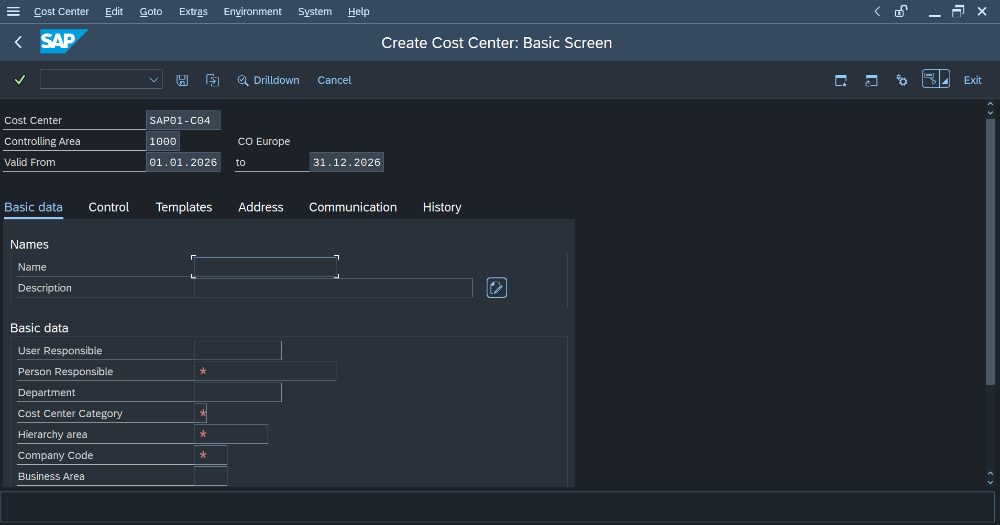 Cost Center Edit Goto Extras Environment System Help
SAP Create Cost Center: Basic Screen
Drilldown Cancel Exit
Cost Center SAP01-C04
Controlling Area 1000 CO Europe
Valid From 01.01.2026 to 31.12.2026
Basic data Control Templates Address Communication History
Names
Name
Description
Basic data
User Responsible
Person Responsible *
Department
Cost Center Category *
Hierarchy area *
Company Code *
Business Area